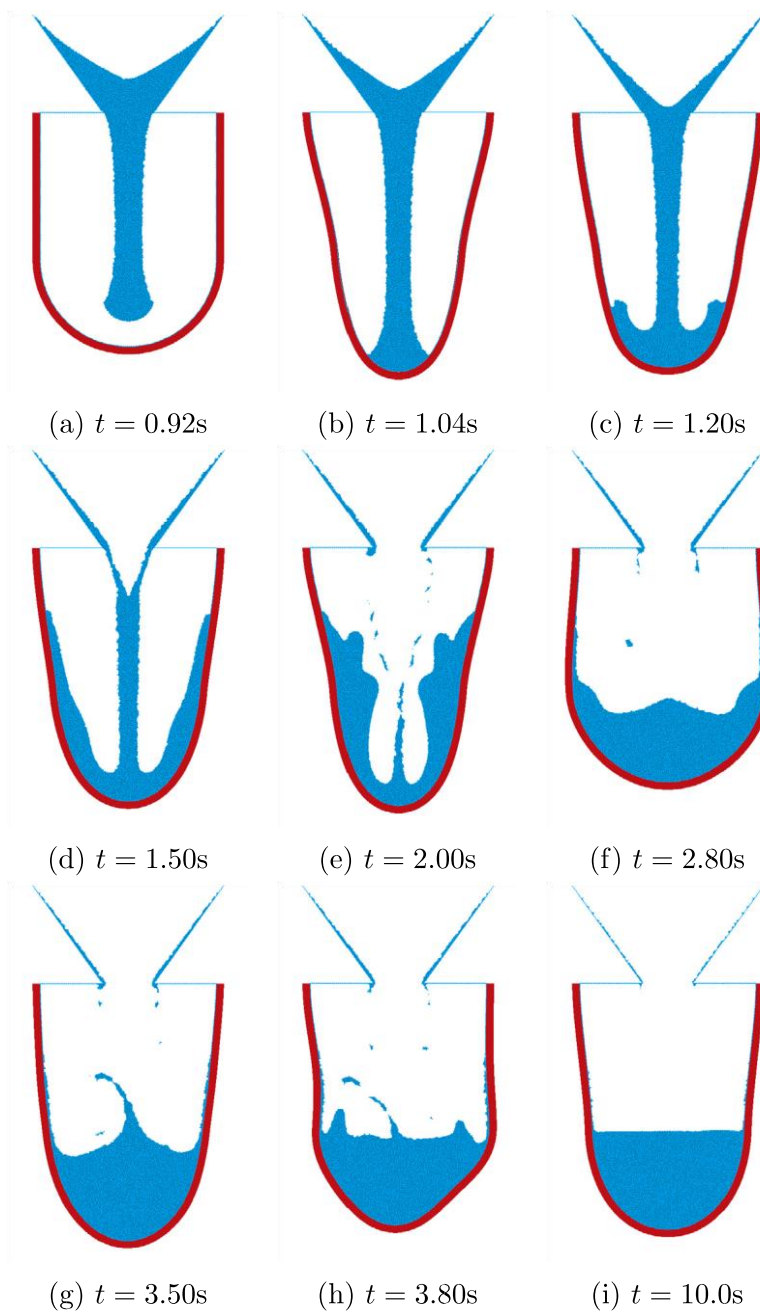 (a) t = 0.92s
(b) t = 1.04s
(c) t = 1.20s
(d) t = 1.50s
(e) t = 2.00s
(f) t = 2.80s
(g) t = 3.50s
(h) t = 3.80s
(i) t = 10.0s